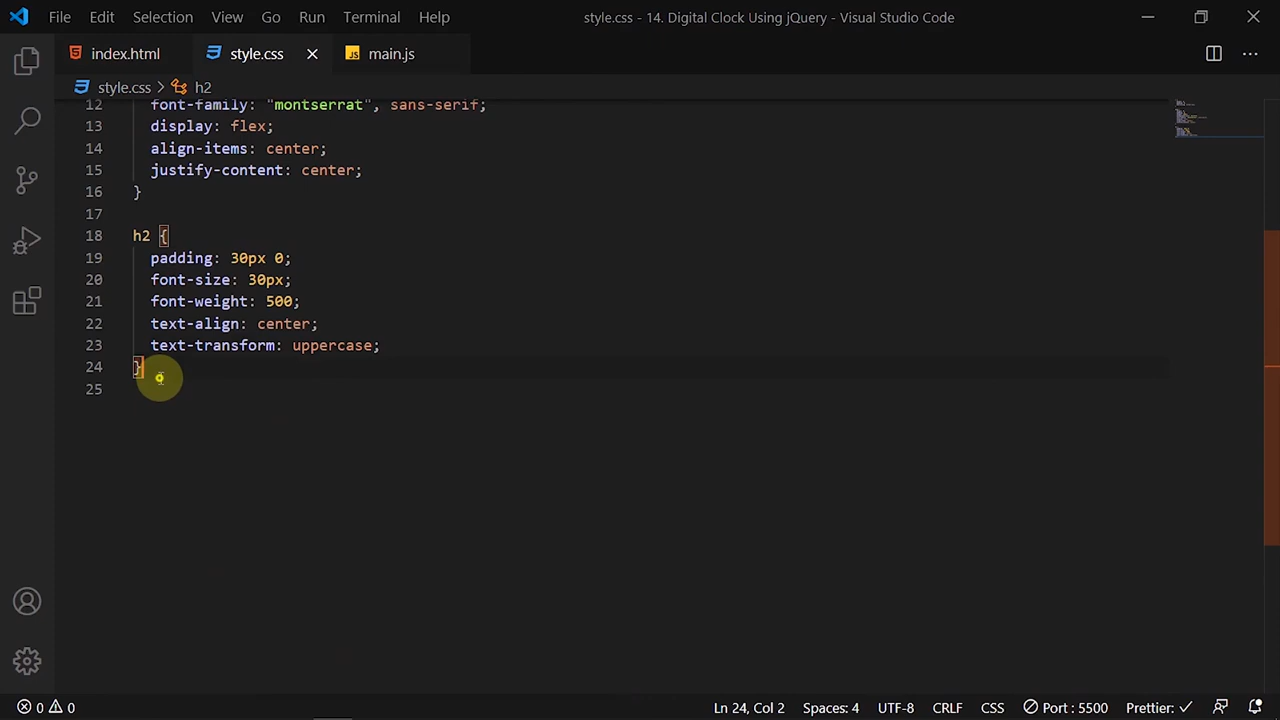 File Edit Selection View Go Run Terminal Help style.css - 14. Digital Clock Using jQuery - Visual Studio Code
index.html style.css JS main.js
style.css > h2
12 font-family: "montserrat", sans-serif;
13 display: flex;
14 align-items: center;
15 justify-content: center;
16 }
17
18 h2 {
19 padding: 30px 0;
20 font-size: 30px;
21 font-weight: 500;
22 text-align: center;
23 text-transform: uppercase;
24 }
25
0 0 Ln 24, Col 2 Spaces: 4 UTF-8 CRLF CSS Port : 5500 Prettier: ✓